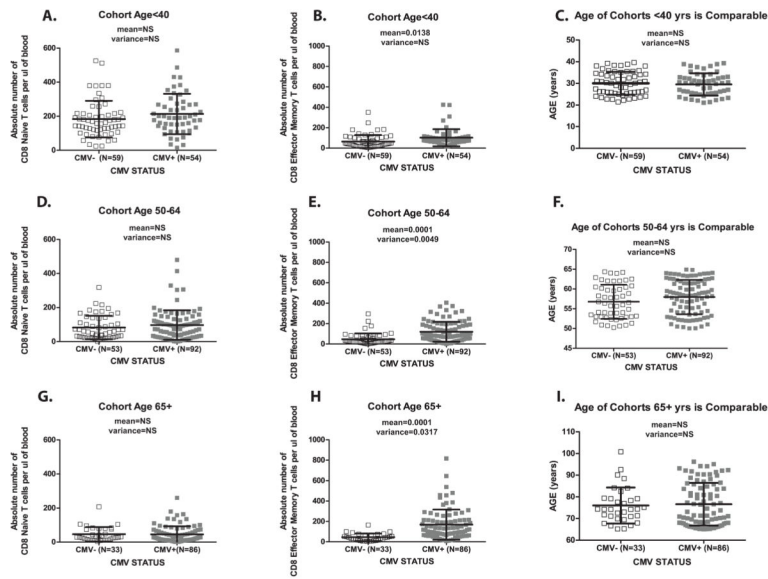 A.
Cohort Age<40
mean=NS
variance=NS
Absolute number of
CD8 Naive T cells per ul of blood
600
400
200
0
CMV- (N=59)
CMV+ (N=54)
CMV STATUS
B.
Cohort Age<40
mean=0.0138
variance=NS
Absolute number of
CD8 Effector Memory T cells per ul of blood
1000
800
600
400
200
0
CMV- (N=59)
CMV+ (N=54)
CMV STATUS
C.
Age of Cohorts <40 yrs is Comparable
mean=NS
variance=NS
AGE (years)
50
40
30
20
10
0
CMV- (N=59)
CMV+ (N=54)
CMV STATUS
D.
Cohort Age 50-64
mean=NS
variance=NS
Absolute number of
CD8 Naive T cells per ul of blood
600
400
200
0
CMV- (N=53)
CMV+ (N=92)
CMV STATUS
E.
Cohort Age 50-64
mean=0.0001
variance=0.0049
Absolute number of
CD8 Effector Memory T cells per ul of blood
1000
800
600
400
200
0
CMV- (N=53)
CMV+ (N=92)
CMV STATUS
F.
Age of Cohorts 50-64 yrs is Comparable
mean=NS
variance=NS
AGE (years)
70
65
60
55
50
45
CMV- (N=53)
CMV+ (N=92)
CMV STATUS
G.
Cohort Age 65+
mean=NS
variance=NS
Absolute number of
CD8 Naive T cells per ul of blood
600
400
200
0
CMV- (N=33)
CMV+(N=86)
CMV STATUS
H
Cohort Age 65+
mean=0.0001
variance=0.0317
Absolute number of
CD8 Effector Memory T cells per ul of blood
1000
800
600
400
200
0
CMV-(N=33)
CMV+ (N=86)
CMV STATUS
I.
Age of Cohorts 65+ yrs is Comparable
mean=NS
variance=NS
AGE (years)
110
100
90
80
70
60
CMV- (N=33)
CMV+ (N=86)
CMV STATUS